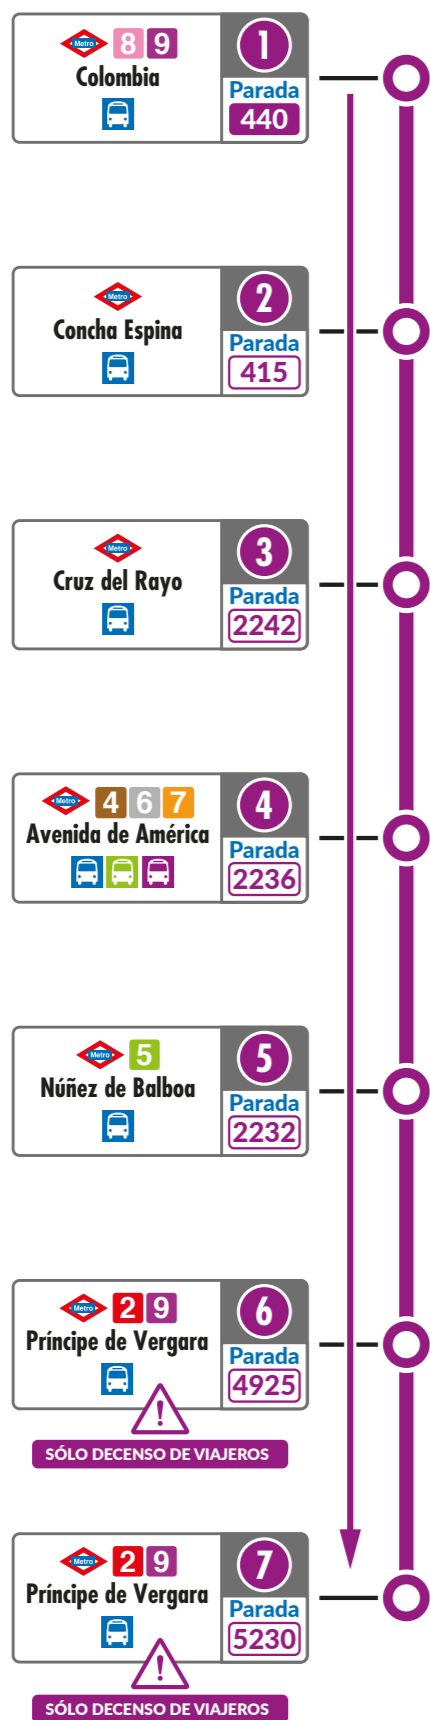 Metro 8 9
Colombia
1
Parada
440
Metro
Concha Espina
2
Parada
415
Metro
Cruz del Rayo
3
Parada
2242
Metro 4 6 7
Avenida de América
4
Parada
2236
Metro 5
Núñez de Balboa
5
Parada
2232
Metro 2 9
Príncipe de Vergara
6
Parada
4925
!
SÓLO DECENSO DE VIAJEROS
Metro 2 9
Príncipe de Vergara
7
Parada
5230
!
SÓLO DECENSO DE VIAJEROS